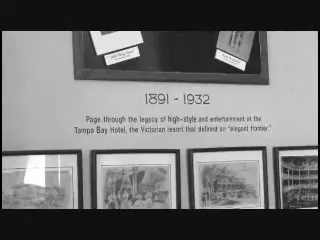 1891 - 1932
Page through the legacy of high-style and entertainment at the
Tampa Bay Hotel, the Victorian resort that defined an "elegant frontier."